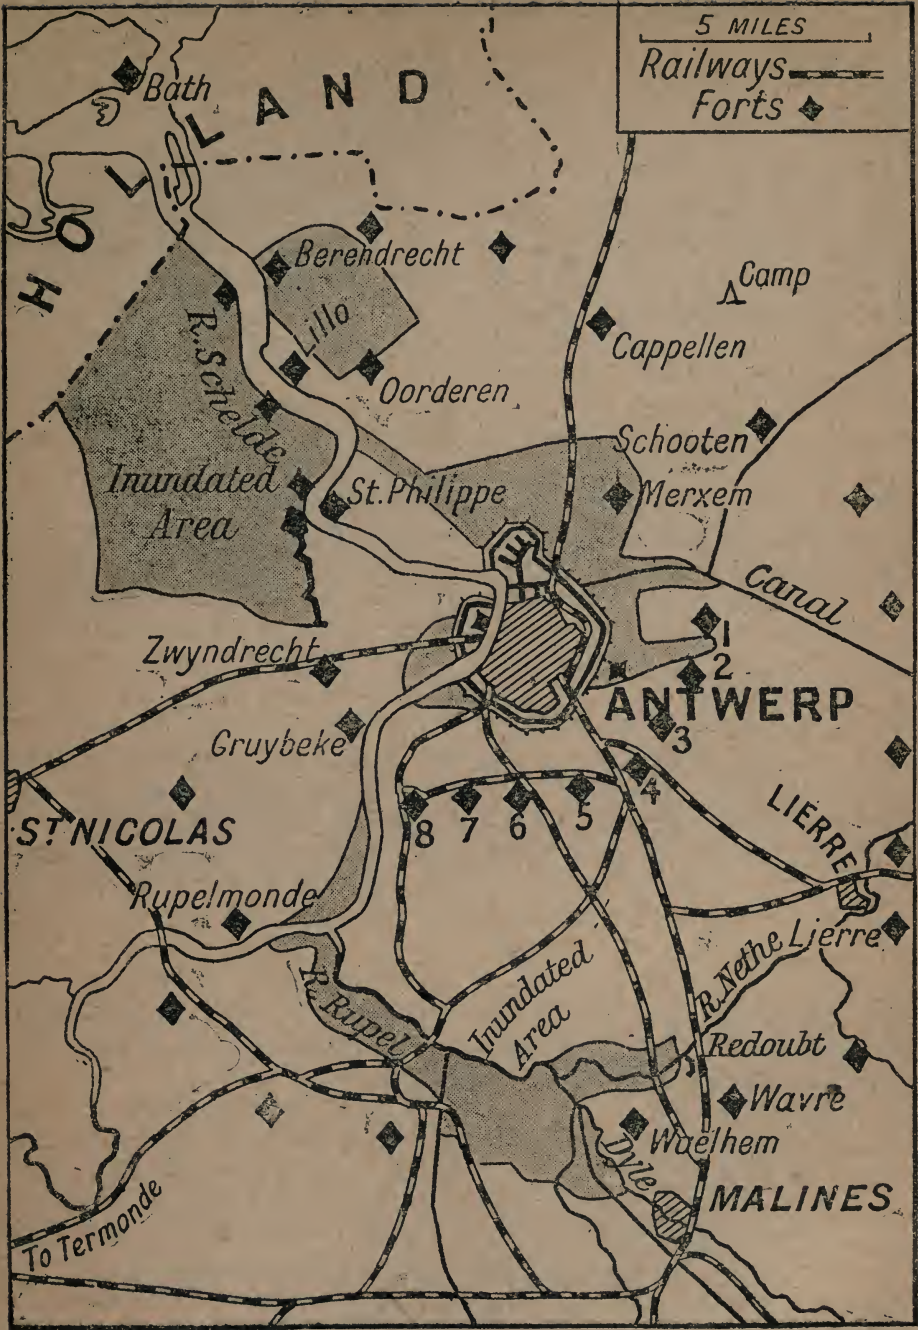 5 MILES
Railways
Forts
Bath
HOLLAND
Berendrecht
Camp
Lillo
R. Schelde
Cappellen
Oorderen
Schooten
Inundated
Area
St. Philippe
Merxem
Canal
1
Zwyndrecht
2
ANTWERP
3
Gruybeke
4
LIERRE
8 7 6 5
ST. NICOLAS
Rupelmonde
Lierre
R. Nethe
Inundated
Area
R. Rupel
Redoubt
Wavre
Waelhem
Dyle
MALINES
To Termonde